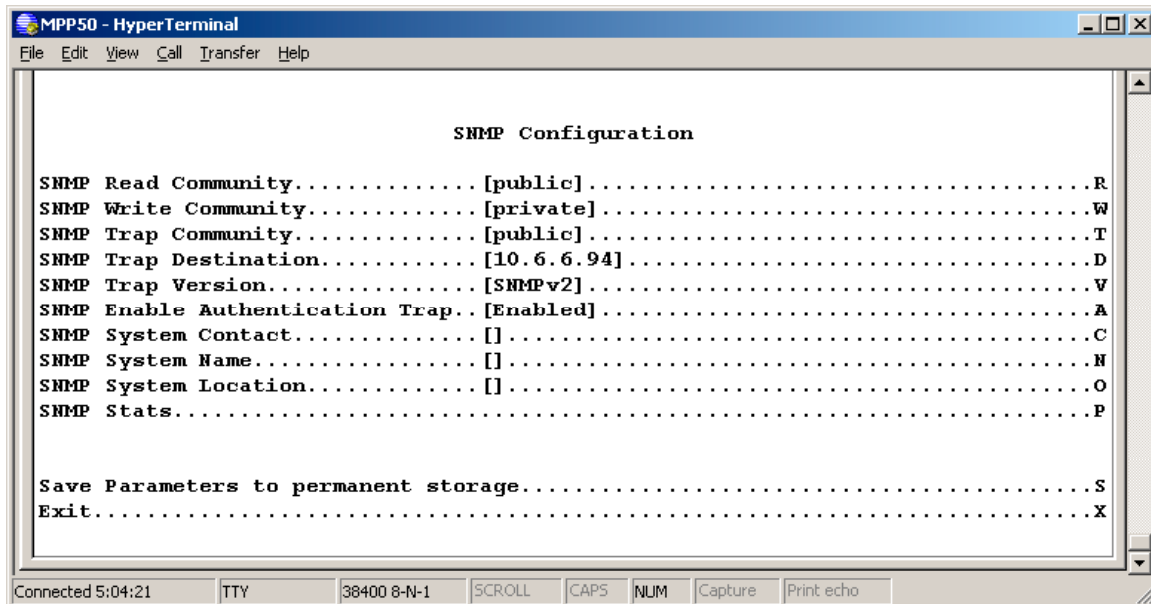 MPP50 - HyperTerminal
File Edit View Call Transfer Help
SNMP Configuration
SNMP Read Community..............[public]......................................R
SNMP Write Community.............[private].....................................W
SNMP Trap Community..............[public]......................................T
SNMP Trap Destination............[10.6.6.94]...................................D
SNMP Trap Version................[SNMPv2]......................................V
SNMP Enable Authentication Trap..[Enabled].....................................A
SNMP System Contact..............[]............................................C
SNMP System Name.................[]............................................N
SNMP System Location.............[]............................................O
SNMP Stats.....................................................................P
Save Parameters to permanent storage...........................................S
Exit...........................................................................X
Connected 5:04:21 TTY 38400 8-N-1 SCROLL CAPS NUM Capture Print echo